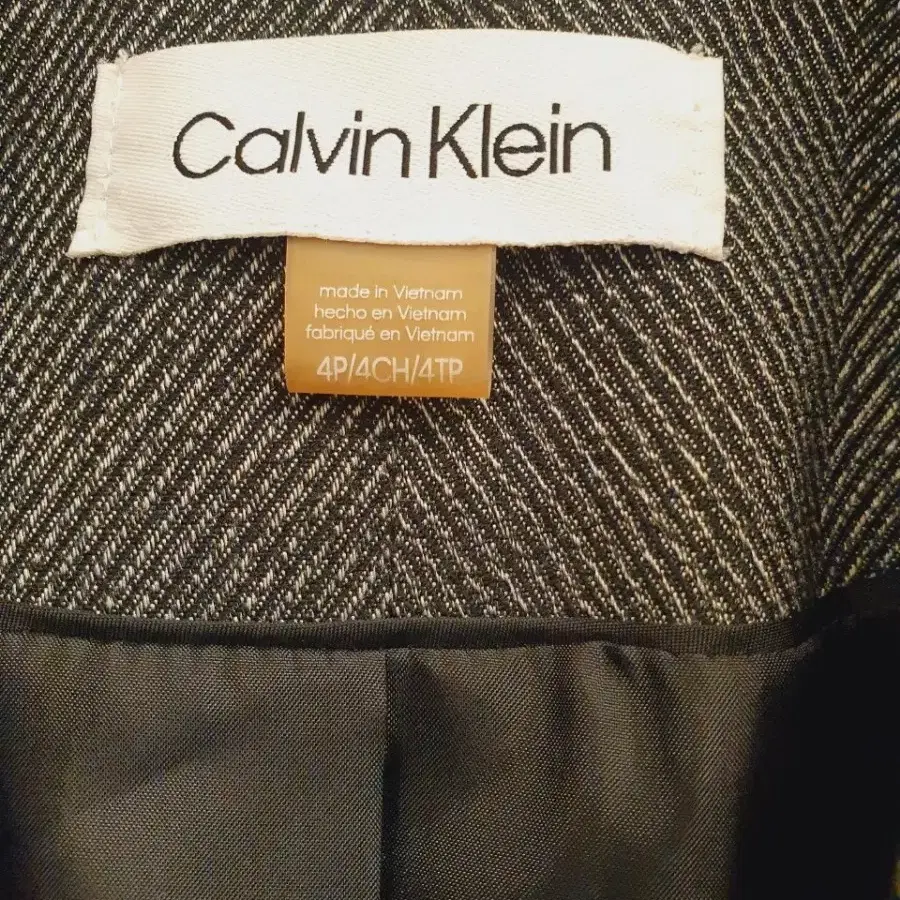 Calvin Klein
made in Vietnam
hecho en Vietnam
fabriqué en Vietnam
4P/4CH/4TP